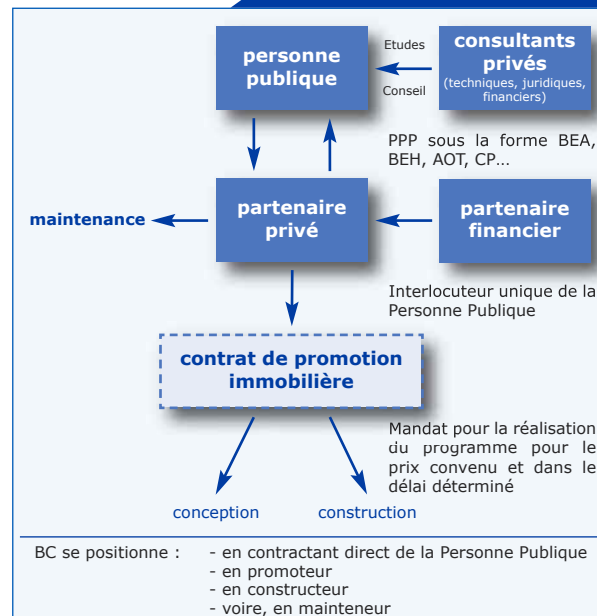 personne
publique
Etudes
Conseil
consultants
privés
(techniques, juridiques,
financiers)
PPP sous la forme BEA,
BEH, AOT, CP...
maintenance
partenaire
privé
partenaire
financier
Interlocuteur unique de la
Personne Publique
contrat de promotion
immobilière
Mandat pour la réalisation
du programme pour le
prix convenu et dans le
délai déterminé
conception
construction
BC se positionne : - en contractant direct de la Personne Publique
- en promoteur
- en constructeur
- voire, en mainteneur